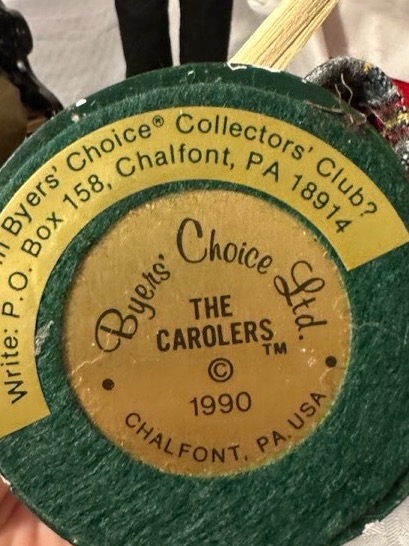 Byers' Choice® Collectors' Club?
Write: P.O. Box 158, Chalfont, PA 18914
Byers' Choice Ltd.
THE
CAROLERS™
©
1990
CHALFONT, PA. USA